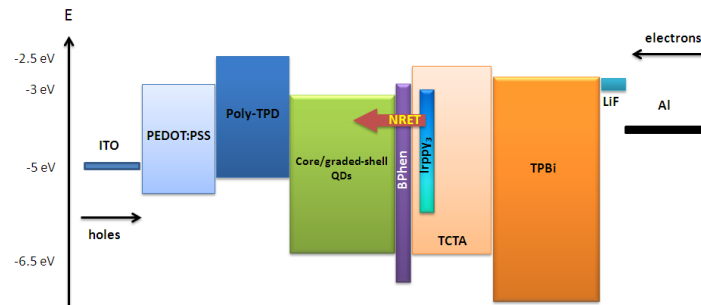 E
electrons
-2.5 eV
-3 eV
LiF
Al
Poly-TPD
PEDOT:PSS
NRET
ITO
Irppy3
BPhen
Core/graded-shell
QDs
TPBi
-5 eV
holes
TCTA
-6.5 eV